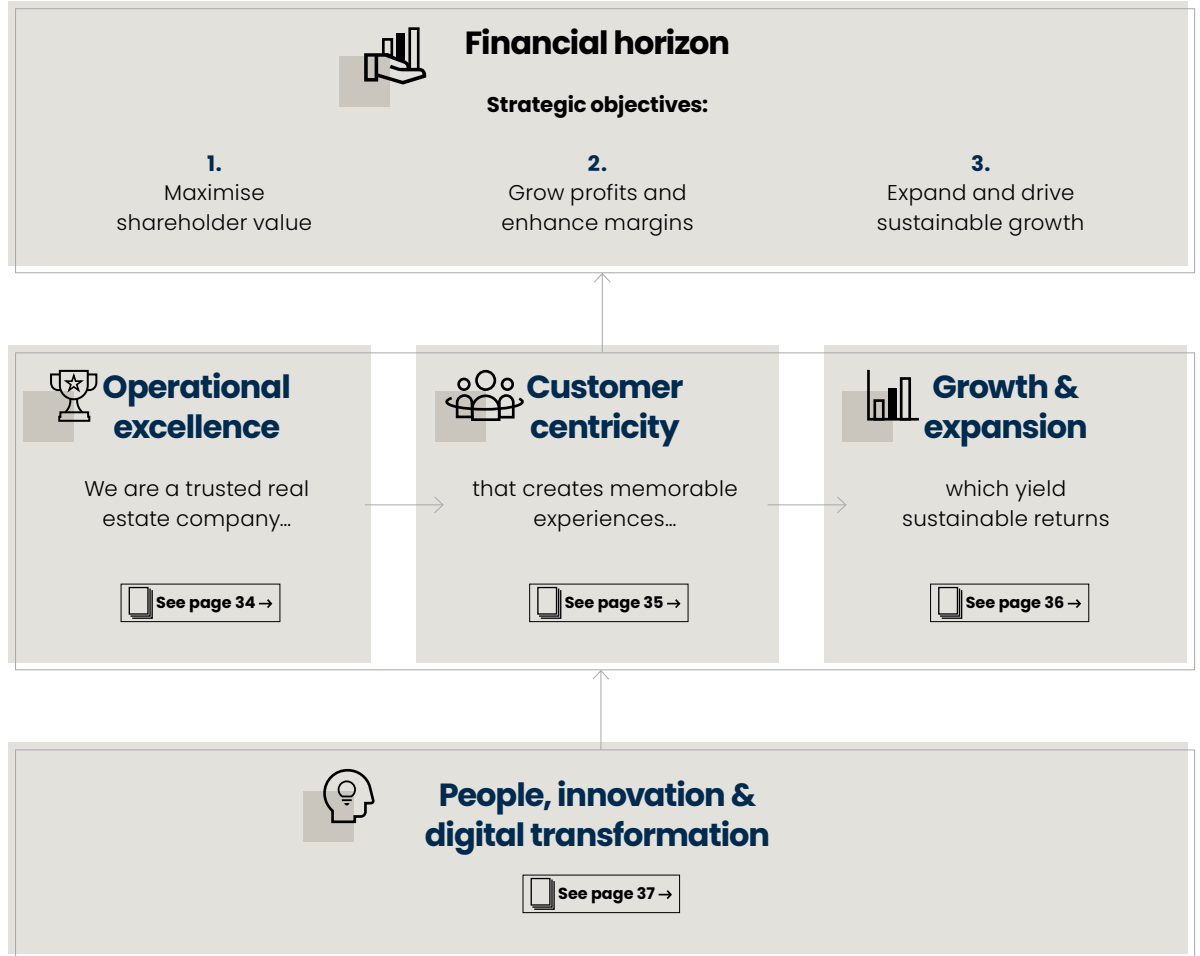 Financial horizon
Strategic objectives:
1.
Maximise
shareholder value
2.
Grow profits and
enhance margins
3.
Expand and drive
sustainable growth
Operational
excellence
We are a trusted real
estate company...
See page 34 →
Customer
centricity
that creates memorable
experiences...
See page 35 →
Growth &
expansion
which yield
sustainable returns
See page 36 →
People, innovation &
digital transformation
See page 37 →